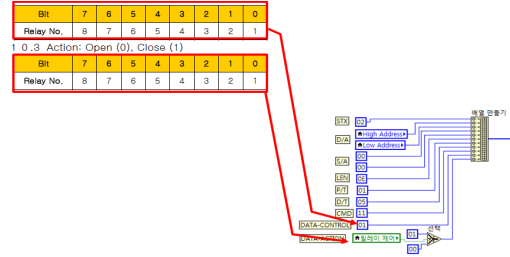 Bit 7 6 5 4 3 2 1 0
Relay No. 8 7 6 5 4 3 2 1
1 0.3 Action: Open (0), Close (1)
Bit 7 6 5 4 3 2 1 0
Relay No. 8 7 6 5 4 3 2 1
배열 만들기
STX 02
D/A High Address
Low Address
S/A 00
00
LEN 0E
P/T 01
D/T 05
CMD 11
DATA-CONTROL 01
선택
DATA-ACTION 릴레이 제어 01
00